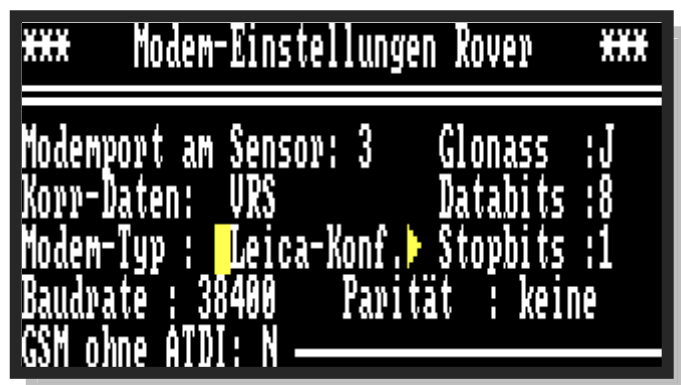 *** Modem-Einstellungen Rover ***
Modemport am Sensor: 3 Glonass :J
Korr-Daten: VRS Databits :8
Modem-Typ : Leica-Konf. Stopbits :1
Baudrate : 38400 Parität : keine
GSM ohne ATDI: N